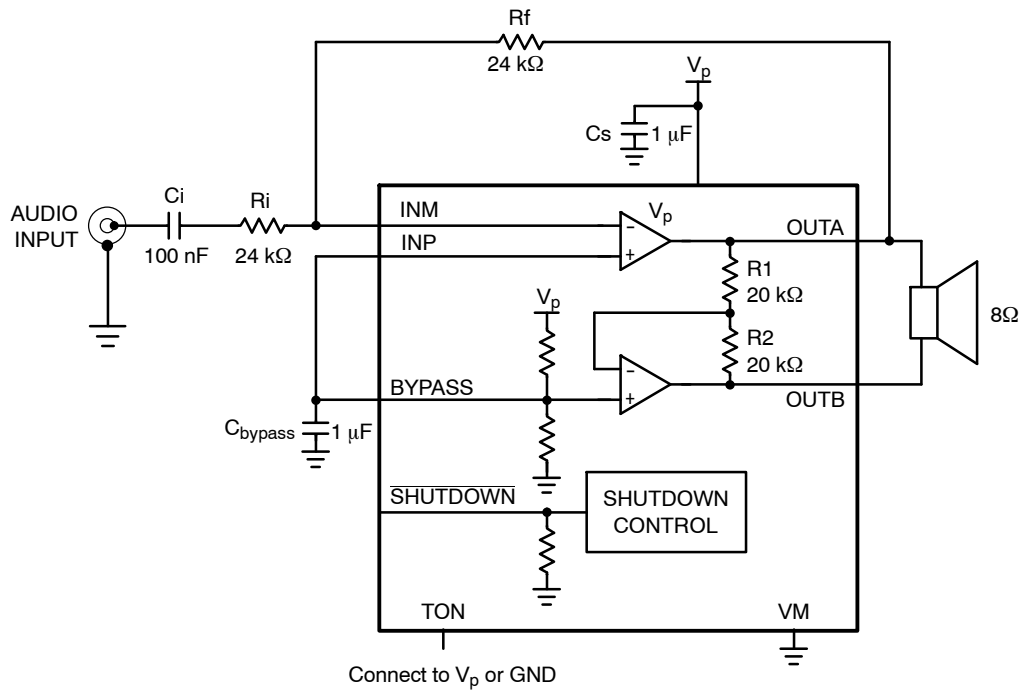 Rf
24 kΩ
Vp
Cs
1 μF
Ci
Ri
AUDIO
INPUT
100 nF
24 kΩ
INM
INP
Vp
-
+
OUTA
R1
20 kΩ
Vp
R2
20 kΩ
8Ω
-
+
BYPASS
OUTB
Cbypass
1 μF
SHUTDOWN
SHUTDOWN
CONTROL
TON
VM
Connect to Vp or GND